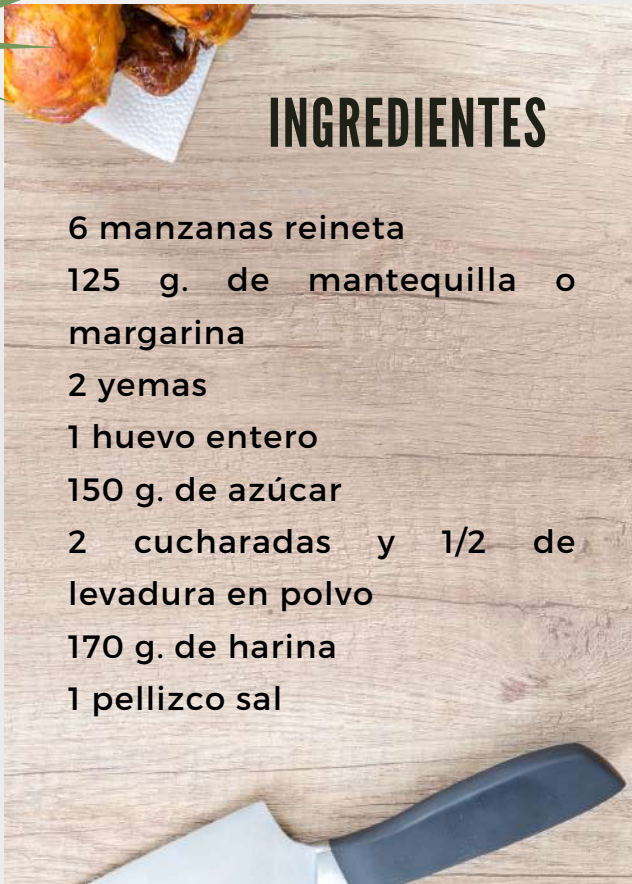 INGREDIENTES
6 manzanas reineta
125 g. de mantequilla o
margarina
2 yemas
1 huevo entero
150 g. de azúcar
2 cucharadas y 1/2 de
levadura en polvo
170 g. de harina
1 pellizco sal